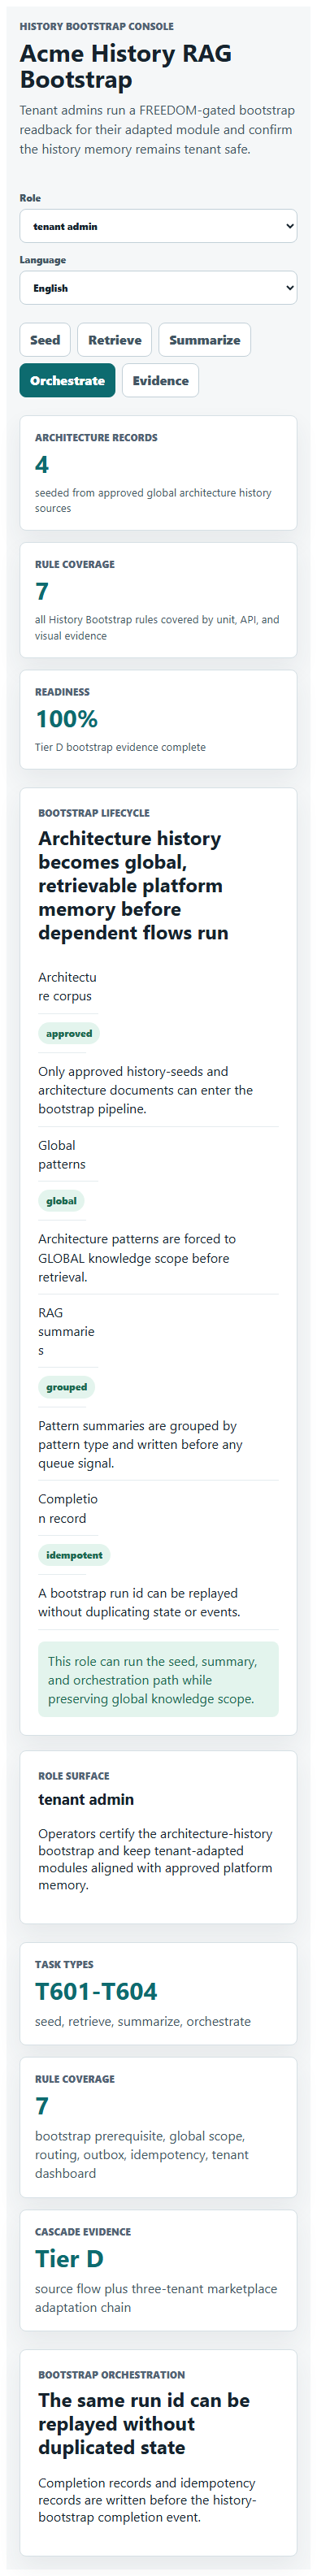 HISTORY BOOTSTRAP CONSOLE
Acme History RAG
Bootstrap
Tenant admins run a FREEDOM-gated bootstrap
readback for their adapted module and confirm
the history memory remains tenant safe.
Role
tenant admin
Language
English
Seed
Retrieve
Summarize
Orchestrate
Evidence
ARCHITECTURE RECORDS
4
seeded from approved global architecture history
sources
RULE COVERAGE
7
all History Bootstrap rules covered by unit, API, and
visual evidence
READINESS
100%
Tier D bootstrap evidence complete
BOOTSTRAP LIFECYCLE
Architecture history
becomes global,
retrievable platform
memory before
dependent flows run
Architectu
re corpus
approved
Only approved history-seeds and
architecture documents can enter the
bootstrap pipeline.
Global
patterns
global
Architecture patterns are forced to
GLOBAL knowledge scope before
retrieval.
RAG
summarie
s
grouped
Pattern summaries are grouped by
pattern type and written before any
queue signal.
Completio
n record
idempotent
A bootstrap run id can be replayed
without duplicating state or events.
This role can run the seed, summary,
and orchestration path while
preserving global knowledge scope.
ROLE SURFACE
tenant admin
Operators certify the architecture-history
bootstrap and keep tenant-adapted
modules aligned with approved platform
memory.
TASK TYPES
T601-T604
seed, retrieve, summarize, orchestrate
RULE COVERAGE
7
bootstrap prerequisite, global scope,
routing, outbox, idempotency, tenant
dashboard
CASCADE EVIDENCE
Tier D
source flow plus three-tenant marketplace
adaptation chain
BOOTSTRAP ORCHESTRATION
The same run id can be
replayed without
duplicated state
Completion records and idempotency
records are written before the history-
bootstrap completion event.